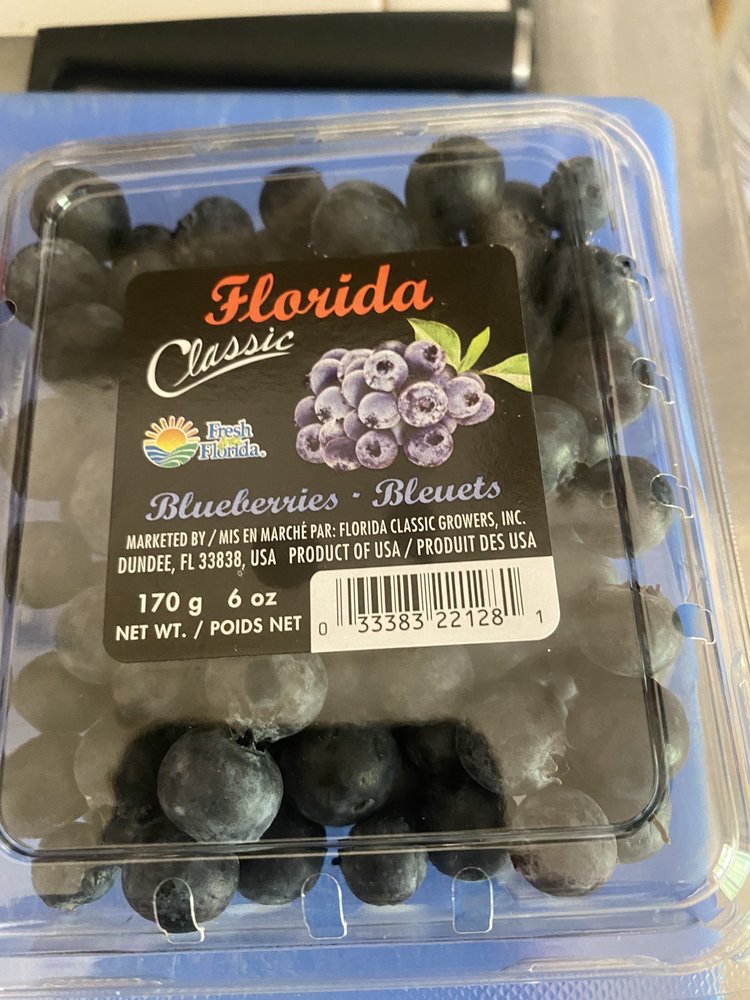 Florida
Classic
Fresh
from
Florida®
Blueberries · Bleuets
MARKETED BY / MIS EN MARCHÉ PAR: FLORIDA CLASSIC GROWERS, INC.
DUNDEE, FL 33838, USA PRODUCT OF USA / PRODUIT DES USA
170 g 6 oz
NET WT. / POIDS NET
0 33383 22128 1